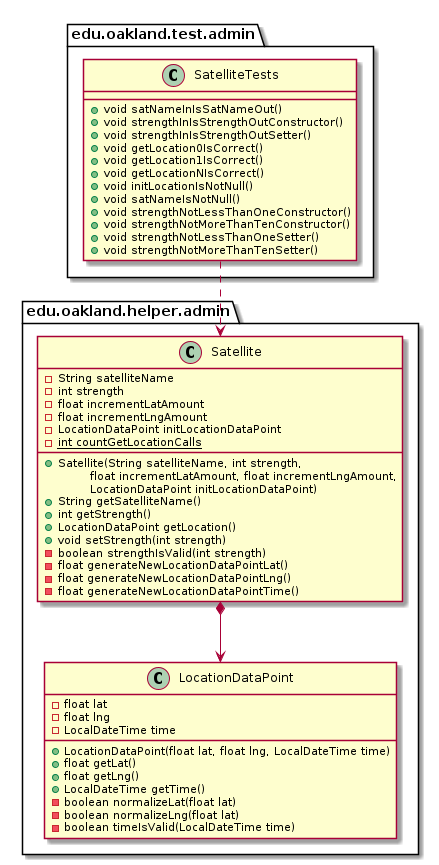 edu.oakland.test.admin
C SatelliteTests
void satNameInIsSatNameOut()
void strengthInIsStrengthOutConstructor()
void strengthInIsStrengthOutSetter()
void getLocation0IsCorrect()
void getLocation1IsCorrect()
void getLocationNIsCorrect()
void initLocationIsNotNull()
void satNameIsNotNull()
void strengthNotLessThanOneConstructor()
void strengthNotMoreThanTenConstructor()
void strengthNotLessThanOneSetter()
void strengthNotMoreThanTenSetter()
edu.oakland.helper.admin
C Satellite
String satelliteName
int strength
float incrementLatAmount
float incrementLngAmount
LocationDataPoint initLocationDataPoint
int countGetLocationCalls
Satellite(String satelliteName, int strength,
float incrementLatAmount, float incrementLngAmount,
LocationDataPoint initLocationDataPoint)
String getSatelliteName()
int getStrength()
LocationDataPoint getLocation()
void setStrength(int strength)
boolean strengthIsValid(int strength)
float generateNewLocationDataPointLat()
float generateNewLocationDataPointLng()
float generateNewLocationDataPointTime()
C LocationDataPoint
float lat
float lng
LocalDateTime time
LocationDataPoint(float lat, float lng, LocalDateTime time)
float getLat()
float getLng()
LocalDateTime getTime()
boolean normalizeLat(float lat)
boolean normalizeLng(float lat)
boolean timeIsValid(LocalDateTime time)